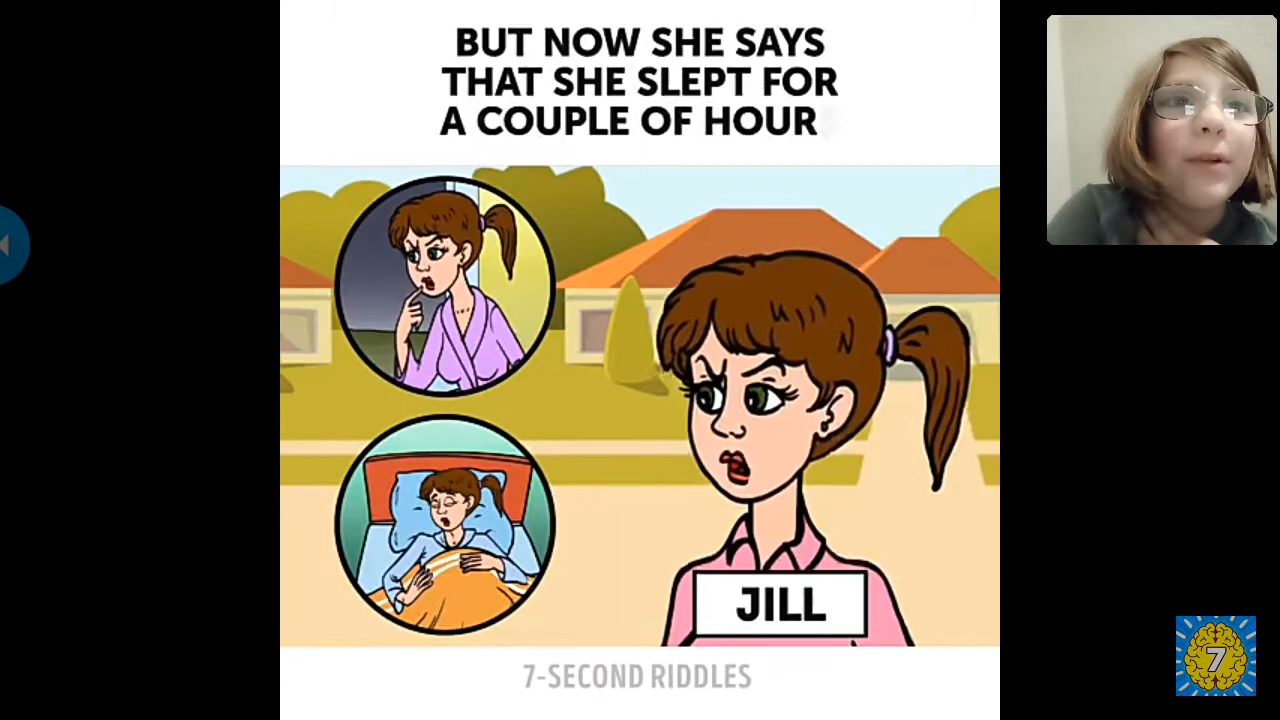 BUT NOW SHE SAYS
THAT SHE SLEPT FOR
A COUPLE OF HOUR
JILL
7-SECOND RIDDLES
7